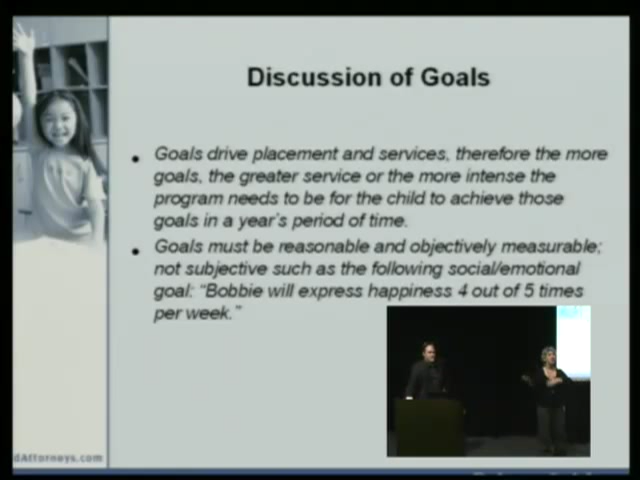 Discussion of Goals
• Goals drive placement and services, therefore the more
goals, the greater service or the more intense the
program needs to be for the child to achieve those
goals in a year's period of time.
• Goals must be reasonable and objectively measurable;
not subjective such as the following social/emotional
goal: “Bobbie will express happiness 4 out of 5 times
per week.”
dAttorneys.com